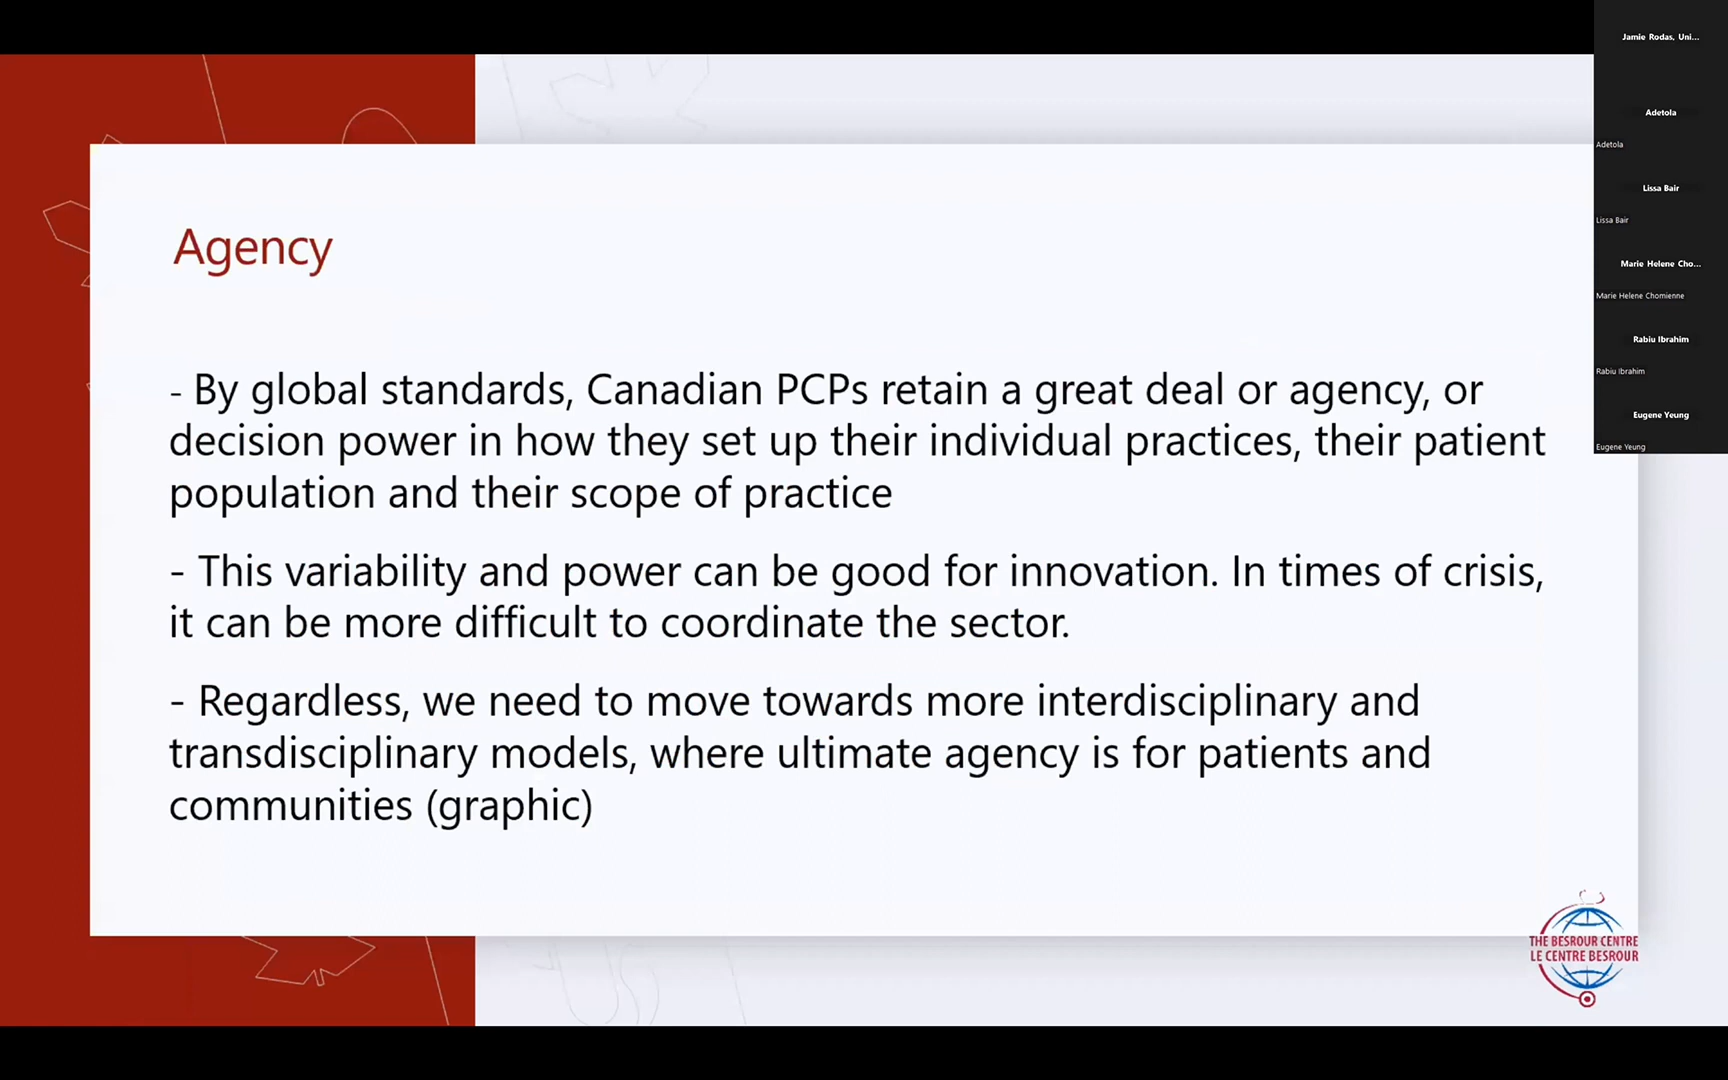 Agency
- By global standards, Canadian PCPs retain a great deal or agency, or
decision power in how they set up their individual practices, their patient
population and their scope of practice
- This variability and power can be good for innovation. In times of crisis,
it can be more difficult to coordinate the sector.
- Regardless, we need to move towards more interdisciplinary and
transdisciplinary models, where ultimate agency is for patients and
communities (graphic)
THE BESROUR CENTRE
LE CENTRE BESROUR
Jamie Rodas, Uni...
Adetola
Adetola
Lissa Bair
Lissa Bair
Marie Helene Cho...
Marie Helene Chomienne
Rabiu Ibrahim
Rabiu Ibrahim
Eugene Yeung
Eugene Yeung